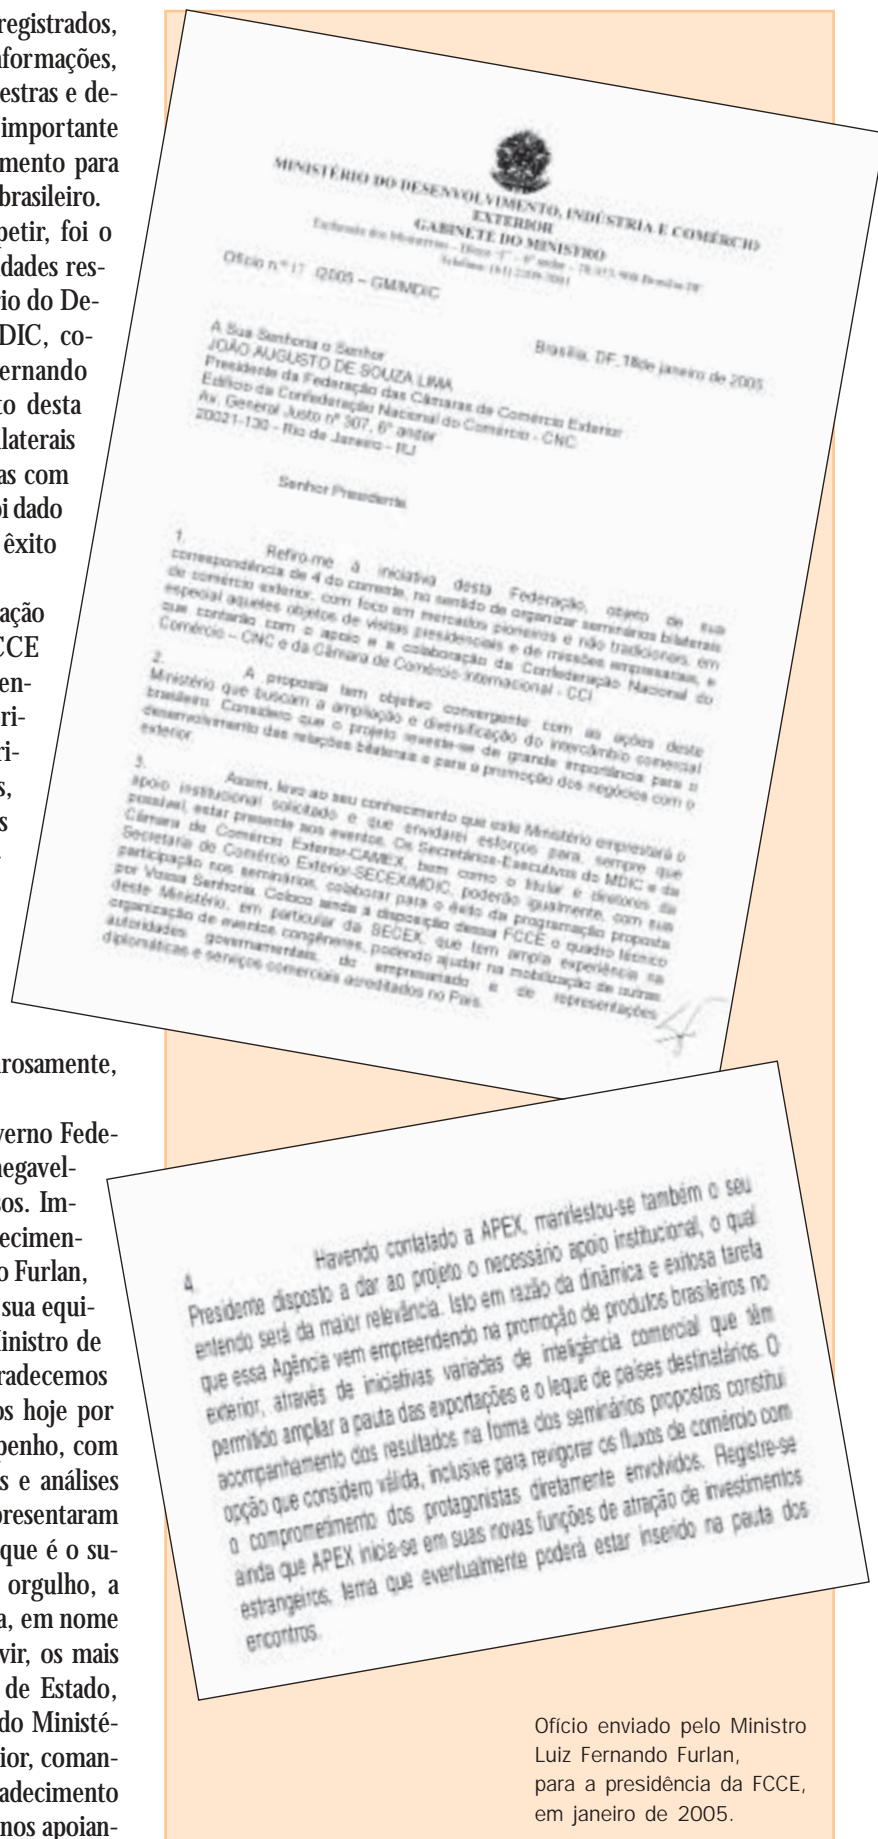 registrados,
nformações,
estras e de-
importante
mento para
brasileiro.
petir, foi o
dades res-
rio do De-
DIC, co-
ernando
to desta
laterais
as com
oi dado
êxito
ação
CCE
en-
ri-
ri-
s,
s
rosamente,
verno Fede-
negavel-
sos. Im-
ecimen-
o Furlan,
sua equi-
Ministro de
radecemos
os hoje por
penho, com
s e análises
presentaram
que é o su-
orgulho, a
a, em nome
vir, os mais
de Estado,
do Ministé-
ior, coman-
adecimento
nos apoian-
MINISTÉRIO DO DESENVOLVIMENTO, INDÚSTRIA E COMÉRCIO
EXTERIOR
GABINETE DO MINISTRO
Esplanada dos Ministérios – Bloco "J" – 6º andar – Brasília-DF
Ofício n.º 17 /2005 – GM/MDIC
Brasília, DF, 18de janeiro de 2005
A Sua Senhoria o Senhor
JOÃO AUGUSTO DE SOUZA LIMA
Presidente da Federação das Câmaras de Comércio Exterior
Edifício da Confederação Nacional do Comércio - CNC
Av. General Justo nº 307, 6º andar
20021-130 - Rio de Janeiro - RJ
Senhor Presidente,
1. Refiro-me à iniciativa desta Federação, objeto de sua
correspondência de 4 do corrente, no sentido de organizar seminários bilaterais
de comércio exterior, com foco em mercados pioneiros e não tradicionais, em
especial aqueles objetos de visitas presidenciais e de missões empresariais, e
que contarão com o apoio e a colaboração da Confederação Nacional do
Comércio – CNC e da Câmara de Comércio Internacional - CCI.
2. A proposta tem objetivo convergente com as ações deste
Ministério que buscam a ampliação e diversificação do intercâmbio comercial
brasileiro. Considero que o projeto reveste-se de grande importância para o
desenvolvimento das relações bilaterais e para a promoção dos negócios com o
exterior.
3. Assim, levo ao seu conhecimento que este Ministério emprestará o
apoio institucional solicitado e que envidarei esforços para, sempre que
possível, estar presente aos eventos. Os Secretários-Executivos do MDIC e da
Câmara de Comércio Exterior-CAMEX, bem como o titular e diretores da
Secretaria de Comércio Exterior-SECEX/MDIC, poderão igualmente, com sua
participação nos seminários, colaborar para o êxito da programação proposta
por Vossa Senhoria. Coloco ainda à disposição dessa FCCE o quadro técnico
deste Ministério, em particular da SECEX, que tem ampla experiência na
organização de eventos congêneres, podendo ajudar na mobilização de outras
autoridades governamentais, do empresariado e de representações
diplomáticas e serviços comerciais acreditados no País.
4. Havendo contatado a APEX, manifestou-se também o seu
Presidente disposto a dar ao projeto o necessário apoio institucional, o qual
entendo será da maior relevância. Isto em razão da dinâmica e exitosa tarefa
que essa Agência vem empreendendo na promoção de produtos brasileiros no
exterior, através de iniciativas variadas de inteligência comercial que têm
permitido ampliar a pauta das exportações e o leque de países destinatários. O
acompanhamento dos resultados na forma dos seminários propostos constitui
opção que considero válida, inclusive para revigorar os fluxos de comércio com
o comprometimento dos protagonistas diretamente envolvidos. Registre-se
ainda que APEX inicia-se em suas novas funções de atração de investimentos
estrangeiros, tema que eventualmente poderá estar inserido na pauta dos
encontros.
Ofício enviado pelo Ministro
Luiz Fernando Furlan,
para a presidência da FCCE,
em janeiro de 2005.